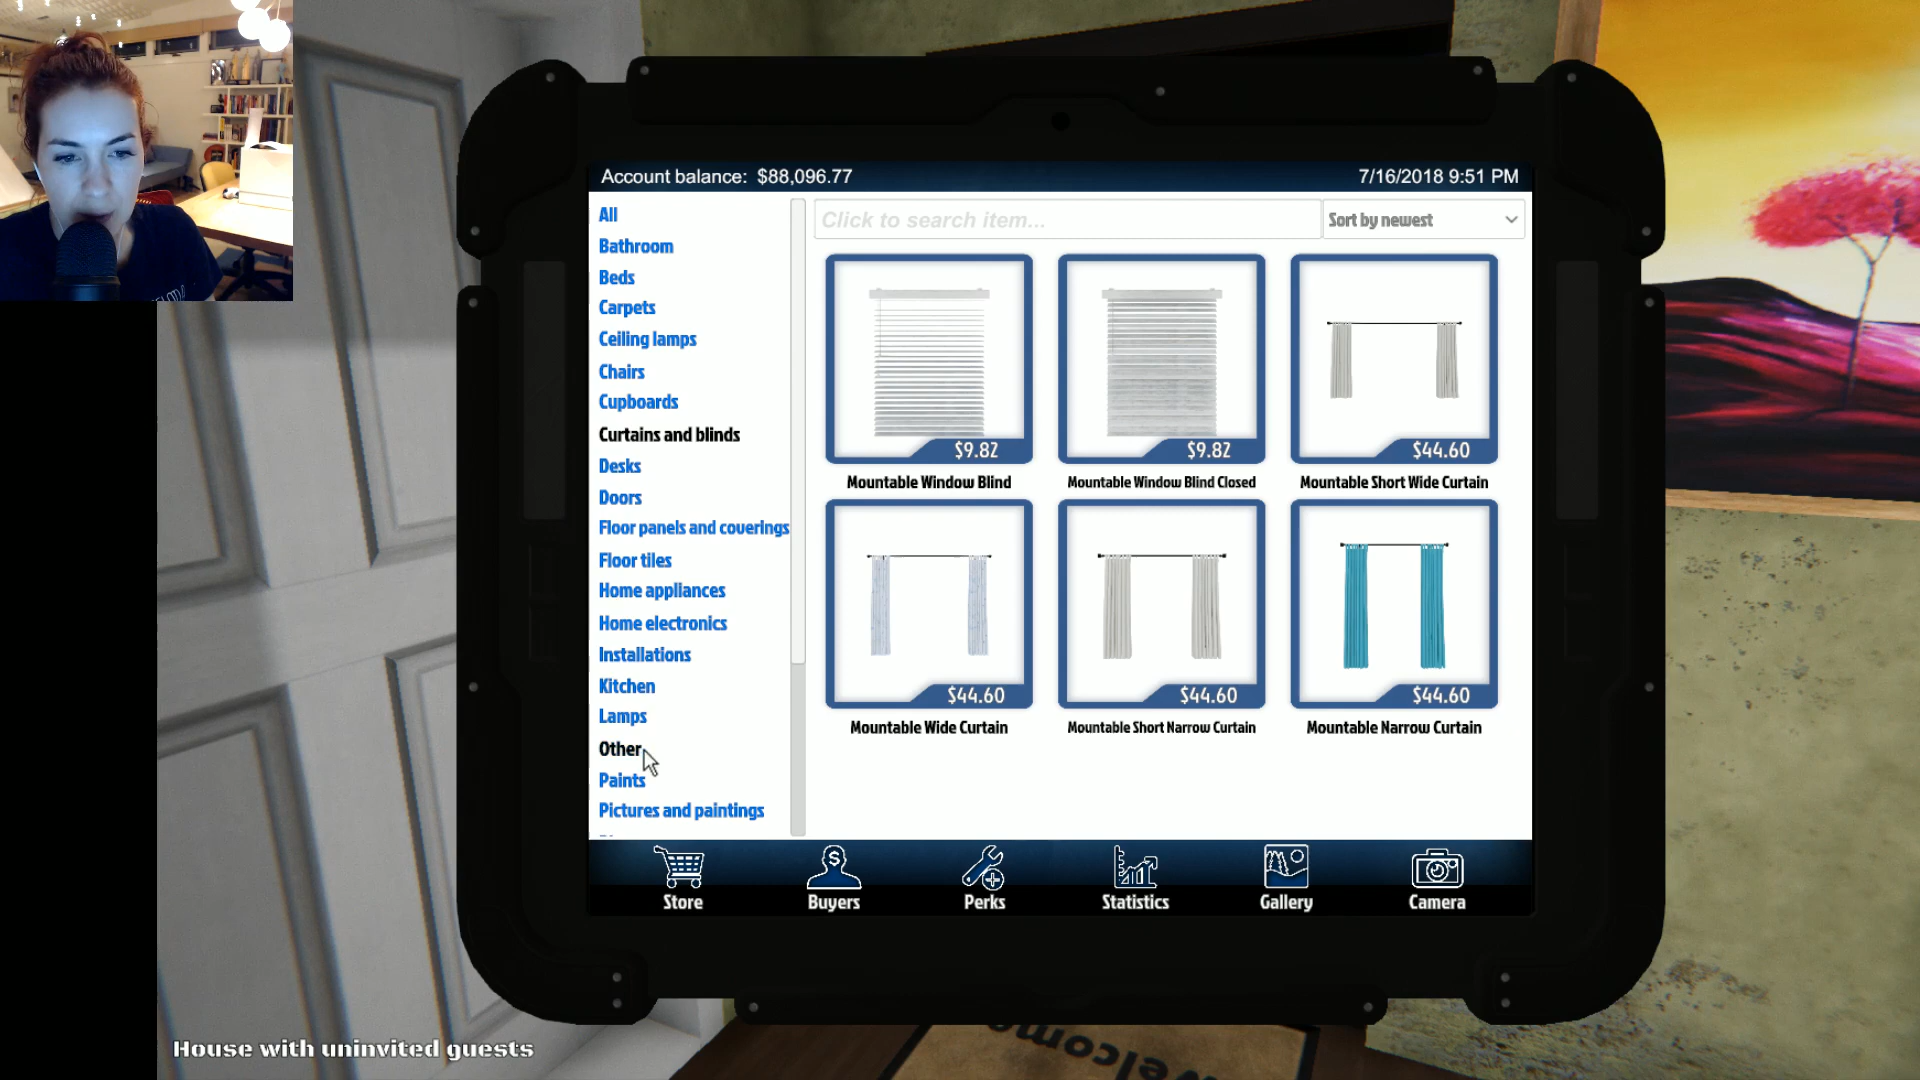 Account balance: $88,096.77
7/16/2018 9:51 PM
All
Bathroom
Beds
Carpets
Ceiling lamps
Chairs
Cupboards
Curtains and blinds
Desks
Doors
Floor panels and coverings
Floor tiles
Home appliances
Home electronics
Installations
Kitchen
Lamps
Other
Paints
Pictures and paintings
Click to search item...
Sort by newest
$9.82
$9.82
$44.60
Mountable Window Blind
Mountable Window Blind Closed
Mountable Short Wide Curtain
$44.60
$44.60
$44.60
Mountable Wide Curtain
Mountable Short Narrow Curtain
Mountable Narrow Curtain
Store
Buyers
Perks
Statistics
Gallery
Camera
House with uninvited guests
welcome